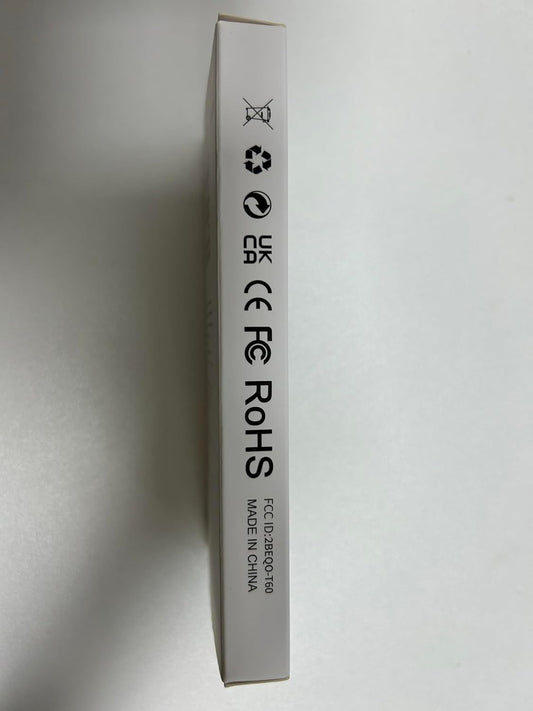 UK
CA
CE
FC
RoHS
FCC ID:2BEQO-T60
MADE IN CHINA